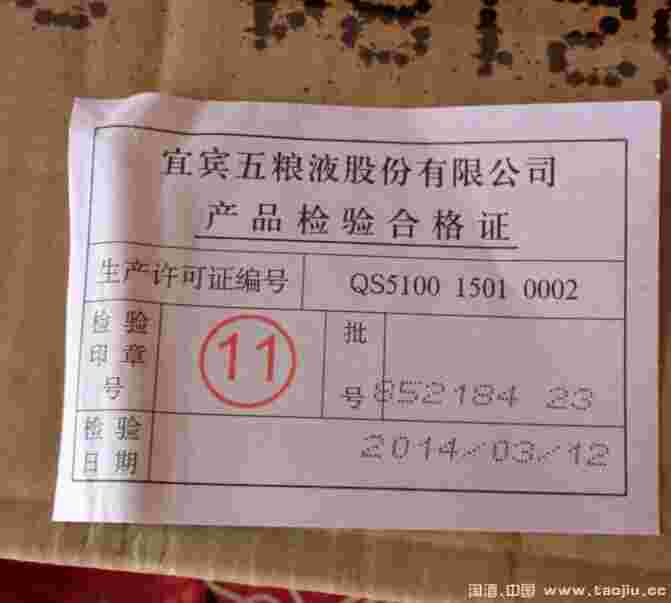 宜宾五粮液股份有限公司
产品检验合格证
生产许可证编号 QS5100 1501 0002
检验印章号 11 批号 852184 23
检验日期 2014/03/12
国酒.中国 www.taojiu.cc